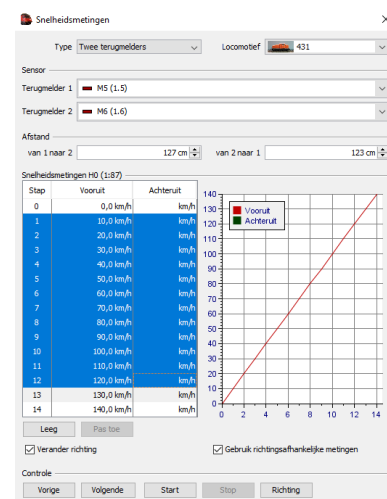 Snelheidsmetingen
Type Twee terugmelders Locomotief 431
Sensor
Terugmelder 1 M5 (1.5)
Terugmelder 2 M6 (1.6)
Afstand
van 1 naar 2 127 cm van 2 naar 1 123 cm
Snelheidsmetingen H0 (1:87)
Stap Vooruit Achteruit
0 0,0 km/h km/h
1 10,0 km/h km/h
2 20,0 km/h km/h
3 30,0 km/h km/h
4 40,0 km/h km/h
5 50,0 km/h km/h
6 60,0 km/h km/h
7 70,0 km/h km/h
8 80,0 km/h km/h
9 90,0 km/h km/h
10 100,0 km/h km/h
11 110,0 km/h km/h
12 120,0 km/h km/h
13 130,0 km/h km/h
14 140,0 km/h km/h
140
130
120
110
100
90
80
70
60
50
40
30
20
10
0
Vooruit
Achteruit
0 2 4 6 8 10 12 14
Leeg Pas toe
Verander richting Gebruik richtingsafhankelijke metingen
Controle
Vorige Volgende Start Stop Richting